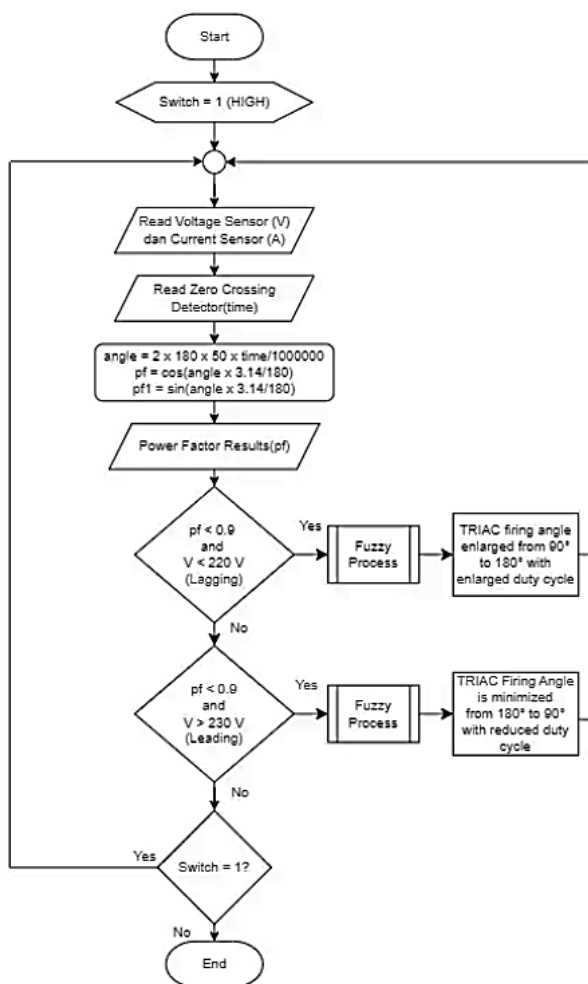 Start
Switch = 1 (HIGH)
Read Voltage Sensor (V)
dan Current Sensor (A)
Read Zero Crossing
Detector(time)
angle = 2 x 180 x 50 x time/1000000
pf = cos(angle x 3.14/180)
pf1 = sin(angle x 3.14/180)
Power Factor Results(pf)
pf < 0.9
and
V < 220 V
(Lagging)
Yes
Fuzzy
Process
TRIAC firing angle
enlarged from 90°
to 180° with
enlarged duty cycle
No
pf < 0.9
and
V > 230 V
(Leading)
Yes
Fuzzy
Process
TRIAC Firing Angle
is minimized
from 180° to 90°
with reduced duty
cycle
No
Switch = 1?
Yes
No
End